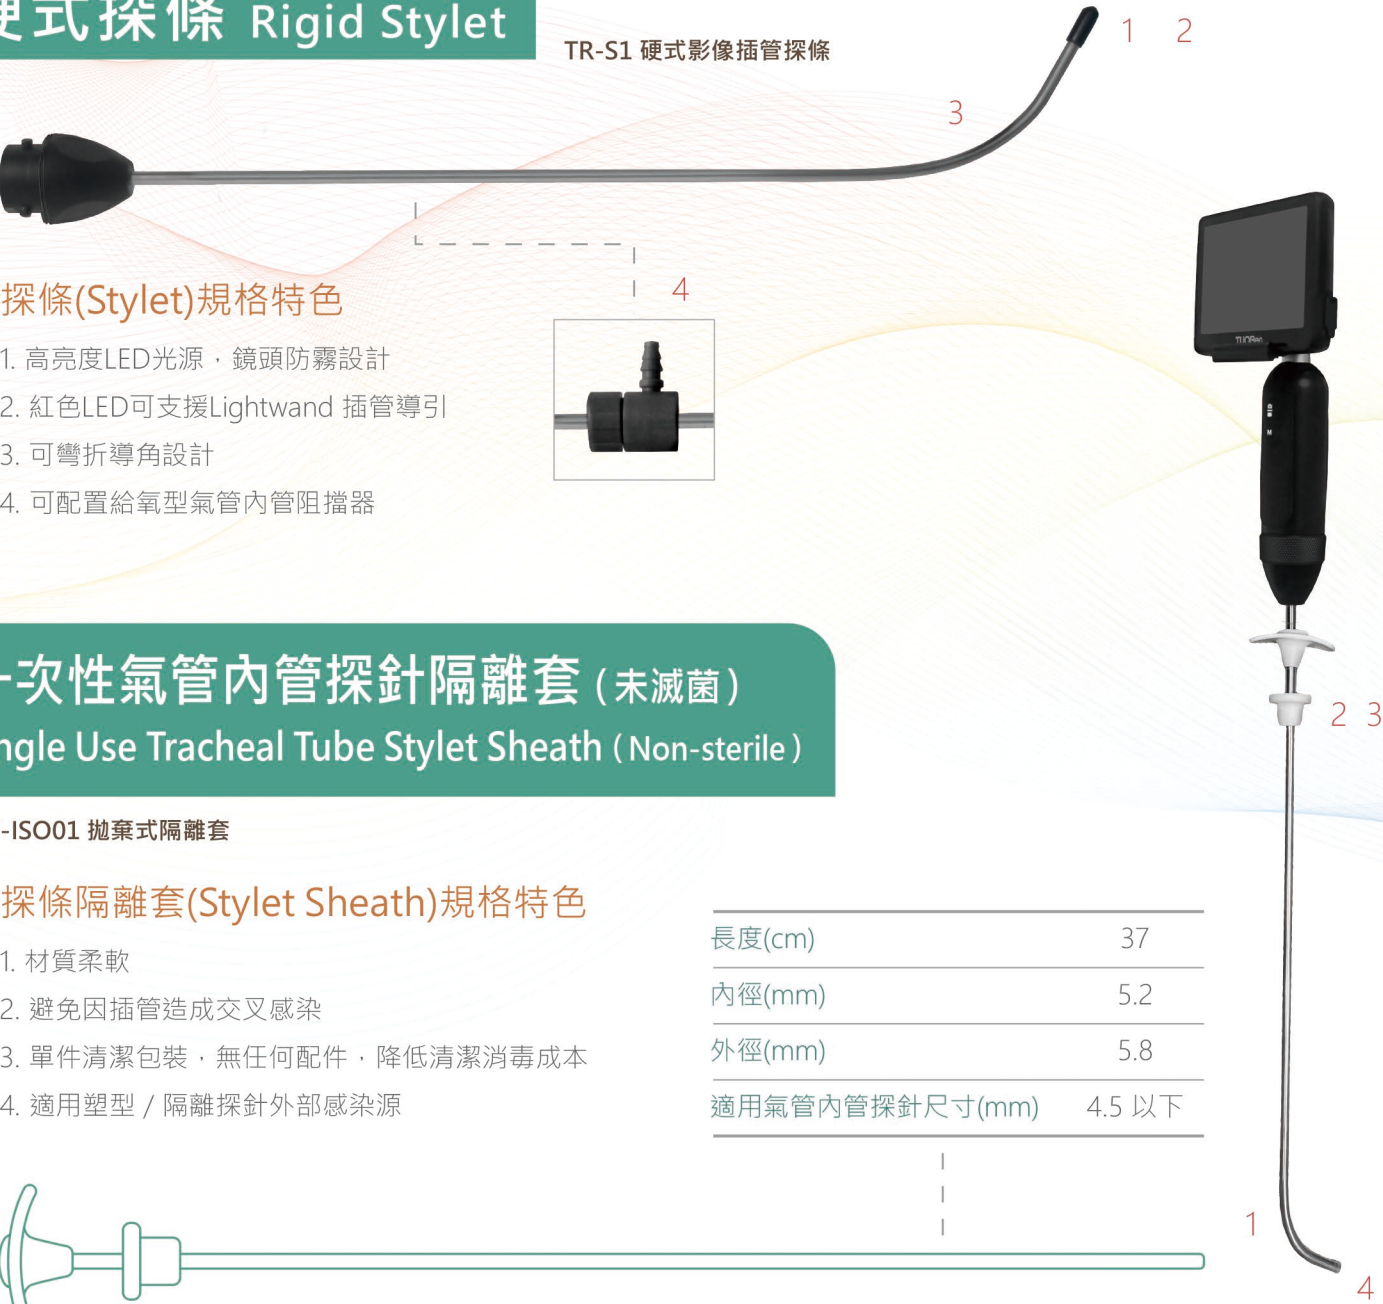 硬式探條 Rigid Stylet
TR-S1 硬式影像插管探條
1 2
3
4
探條(Stylet)規格特色
1. 高亮度LED光源，鏡頭防霧設計
2. 紅色LED可支援Lightwand 插管導引
3. 可彎折導角設計
4. 可配置給氧型氣管內管阻擋器
TUORen
M
一次性氣管內管探針隔離套（未滅菌）
ngle Use Tracheal Tube Stylet Sheath ( Non-sterile )
2 3
-ISO01 拋棄式隔離套
探條隔離套(Stylet Sheath)規格特色
1. 材質柔軟
2. 避免因插管造成交叉感染
3. 單件清潔包裝，無任何配件，降低清潔消毒成本
4. 適用塑型 / 隔離探針外部感染源
長度(cm) 37
內徑(mm) 5.2
外徑(mm) 5.8
適用氣管內管探針尺寸(mm) 4.5 以下
1
4